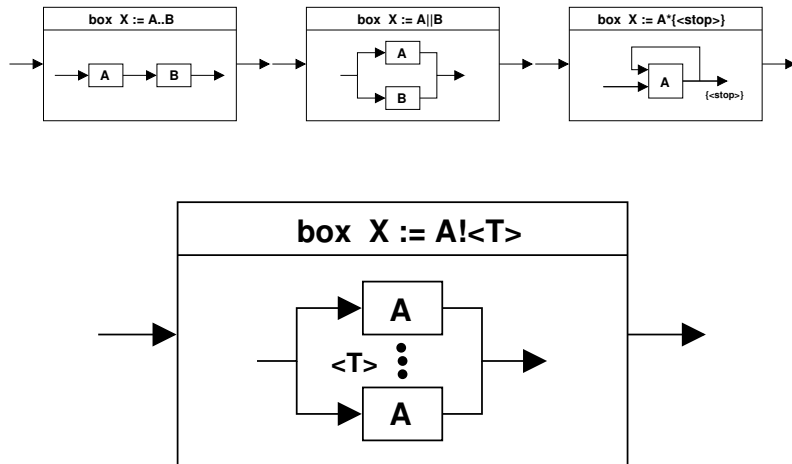 box X := A..B
A B
box X := A||B
A
B
box X := A*{<stop>}
A
{<stop>}
box X := A!<T>
A
<T>
A